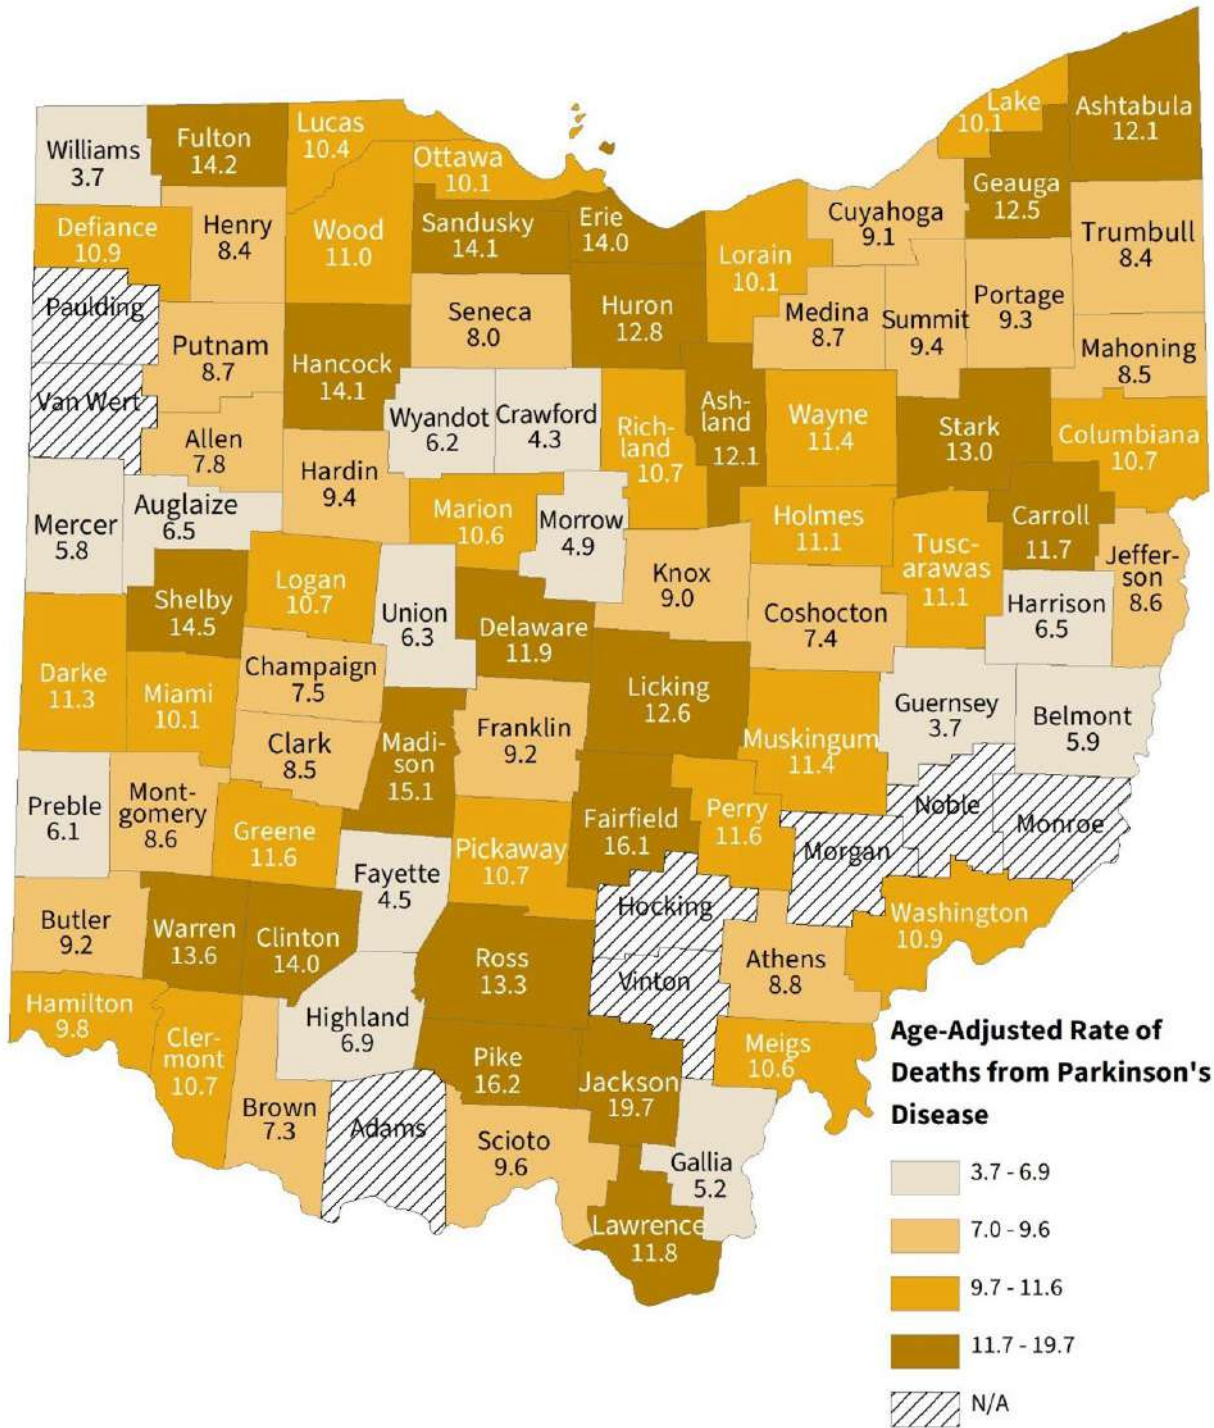 Lake
10.1
Ashtabula
12.1
Williams
3.7
Fulton
14.2
Lucas
10.4
Ottawa
10.1
Geauga
12.5
Defiance
10.9
Henry
8.4
Wood
11.0
Sandusky
14.1
Erie
14.0
Lorain
10.1
Cuyahoga
9.1
Trumbull
8.4
Paulding
Putnam
8.7
Hancock
14.1
Seneca
8.0
Huron
12.8
Medina
8.7
Summit
9.4
Portage
9.3
Mahoning
8.5
Van Wert
Allen
7.8
Hardin
9.4
Wyandot
6.2
Crawford
4.3
Rich-
land
10.7
Ash-
land
12.1
Wayne
11.4
Stark
13.0
Columbiana
10.7
Mercer
5.8
Auglaize
6.5
Marion
10.6
Morrow
4.9
Holmes
11.1
Tusc-
arawas
11.1
Carroll
11.7
Jeffer-
son
8.6
Shelby
14.5
Logan
10.7
Union
6.3
Delaware
11.9
Knox
9.0
Coshocton
7.4
Harrison
6.5
Darke
11.3
Miami
10.1
Champaign
7.5
Clark
8.5
Madi-
son
15.1
Franklin
9.2
Licking
12.6
Muskingum
11.4
Guernsey
3.7
Belmont
5.9
Preble
6.1
Mont-
gomery
8.6
Greene
11.6
Fayette
4.5
Pickaway
10.7
Fairfield
16.1
Perry
11.6
Morgan
Noble
Monroe
Butler
9.2
Warren
13.6
Clinton
14.0
Ross
13.3
Hocking
Vinton
Athens
8.8
Washington
10.9
Hamilton
9.8
Cler-
mont
10.7
Highland
6.9
Pike
16.2
Jackson
19.7
Meigs
10.6
Brown
7.3
Adams
Scioto
9.6
Gallia
5.2
Lawrence
11.8
Age-Adjusted Rate of
Deaths from Parkinson's
Disease
3.7 - 6.9
7.0 - 9.6
9.7 - 11.6
11.7 - 19.7
N/A